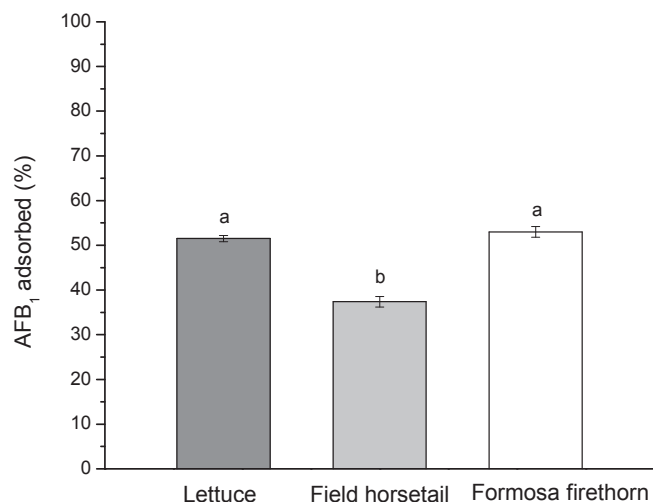 100
90
80
70
60
50
40
30
20
10
0
AFB₁ adsorbed (%)
a
b
a
Lettuce
Field horsetail
Formosa firethorn